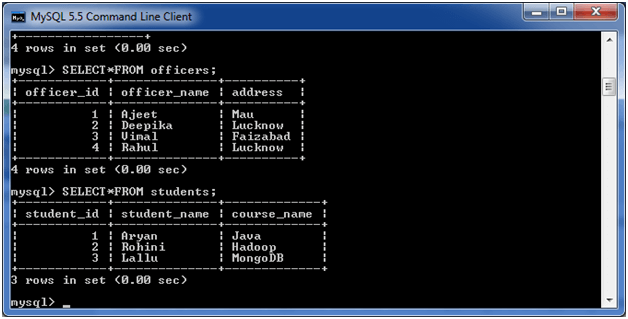 MySQL 5.5 Command Line Client
+------------------+
4 rows in set (0.00 sec)
mysql> SELECT*FROM officers;
+------------+--------------+-----------+
| officer_id | officer_name | address   |
+------------+--------------+-----------+
|          1 | Ajeet        | Mau       |
|          2 | Deepika      | Lucknow   |
|          3 | Vimal        | Faizabad  |
|          4 | Rahul        | Lucknow   |
+------------+--------------+-----------+
4 rows in set (0.00 sec)
mysql> SELECT*FROM students;
+------------+--------------+-------------+
| student_id | student_name | course_name |
+------------+--------------+-------------+
|          1 | Aryan        | Java        |
|          2 | Rohini       | Hadoop      |
|          3 | Lallu        | MongoDB     |
+------------+--------------+-------------+
3 rows in set (0.00 sec)
mysql> _